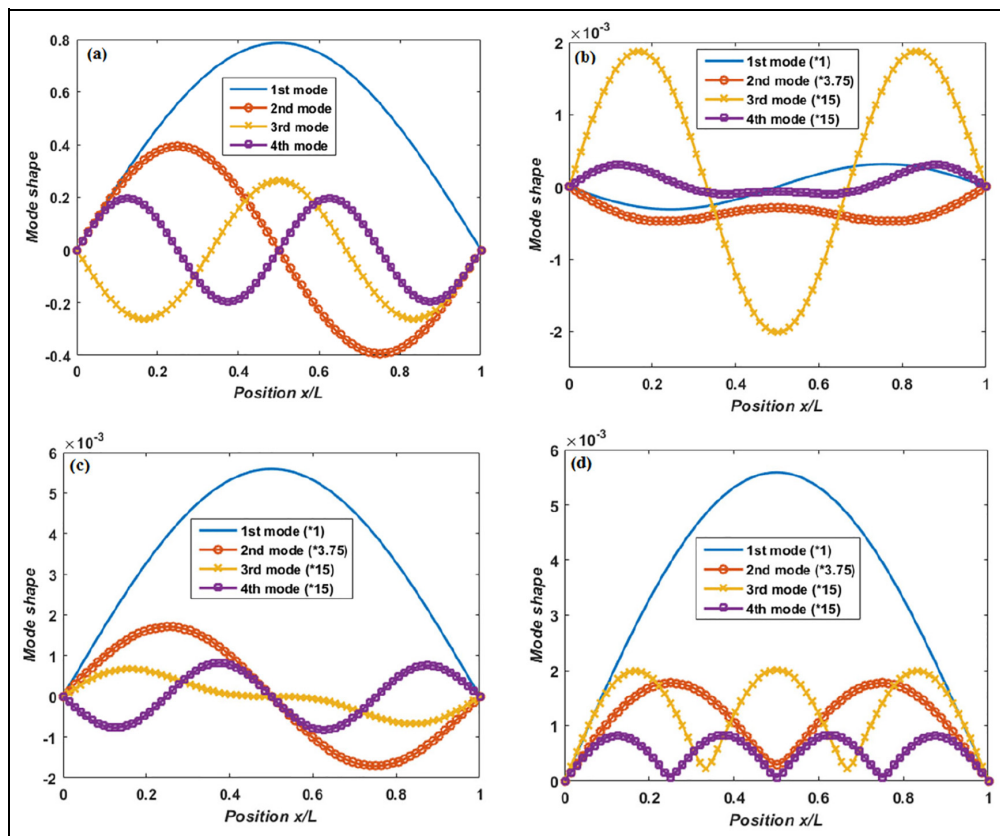 (a)
0.8
0.6
0.4
0.2
0
-0.2
-0.4
Mode shape
1st mode
2nd mode
3rd mode
4th mode
0 0.2 0.4 0.6 0.8 1
Position x/L
×10-3
(b)
2
1
0
-1
-2
Mode shape
1st mode (*1)
2nd mode (*3.75)
3rd mode (*15)
4th mode (*15)
0 0.2 0.4 0.6 0.8 1
Position x/L
×10-3
(c)
6
5
4
3
2
1
0
-1
-2
Mode shape
1st mode (*1)
2nd mode (*3.75)
3rd mode (*15)
4th mode (*15)
0 0.2 0.4 0.6 0.8 1
Position x/L
×10-3
(d)
6
5
4
3
2
1
0
Mode shape
1st mode (*1)
2nd mode (*3.75)
3rd mode (*15)
4th mode (*15)
0 0.2 0.4 0.6 0.8 1
Position x/L